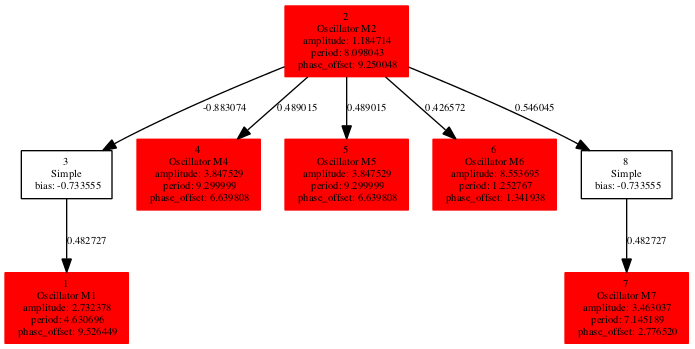 2
Oscillator M2
amplitude: 1.184714
period: 8.098043
phase_offset: 9.250048
-0.883074
0.489015
0.489015
0.426572
0.546045
3
Simple
bias: -0.733555
4
Oscillator M4
amplitude: 3.847529
period: 9.299999
phase_offset: 6.639808
5
Oscillator M5
amplitude: 3.847529
period: 9.299999
phase_offset: 6.639808
6
Oscillator M6
amplitude: 8.553695
period: 1.252767
phase_offset: 1.341938
8
Simple
bias: -0.733555
0.482727
0.482727
1
Oscillator M1
amplitude: 2.732378
period: 4.630696
phase_offset: 9.526449
7
Oscillator M7
amplitude: 3.463037
period: 7.145189
phase_offset: 2.776520